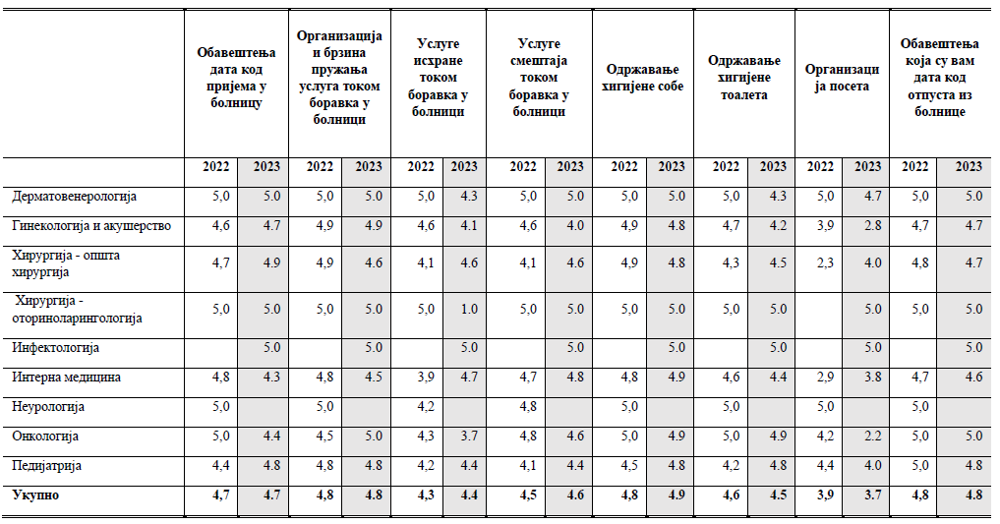 Обавештења дата код пријема у болницу
Организација и брзина пружања услуга током боравка у болници
Услуге исхране током боравка у болници
Услуге смештаја током боравка у болници
Одржавање хигијене собе
Одржавање хигијене тоалета
Организаци ја посета
Обавештења која су вам дата код отпуста из болнице
2022 2023 2022 2023 2022 2023 2022 2023 2022 2023 2022 2023 2022 2023 2022 2023
Дерматовенерологија 5,0 5.0 5,0 5.0 5,0 4.3 5,0 5.0 5,0 5.0 5,0 4.3 5,0 4.7 5,0 5.0
Гинекологија и акушерство 4,6 4.7 4,9 4.9 4,6 4.1 4,6 4.0 4,9 4.8 4,7 4.2 3,9 2.8 4,7 4.7
Хирургија - општа
хирургија 4,7 4.9 4,9 4.6 4,1 4.6 4,1 4.6 4,9 4.8 4,3 4.5 2,3 4.0 4,8 4.7
Хирургија -
оториноларингологија 5,0 5.0 5,0 5.0 5,0 1.0 5,0 5.0 5,0 5.0 5,0 5.0 5.0 5,0 5.0
Инфектологија 5.0 5.0 5.0 5.0 5.0 5.0 5.0 5.0
Интерна медицина 4,8 4.3 4,8 4.5 3,9 4.7 4,7 4.8 4,8 4.9 4,6 4.4 2,9 3.8 4,7 4.6
Неурологија 5,0 5,0 4,2 4,8 5,0 5,0 5,0 5,0
Онкологија 5,0 4.4 4,5 5.0 4,3 3.7 4,8 4.6 5,0 4.9 5,0 4.9 4,2 2.2 5,0 5.0
Педијатрија 4,4 4.8 4,8 4.8 4,2 4.4 4,1 4.4 4,5 4.8 4,2 4.8 4,4 4.0 5,0 4.8
Укупно 4,7 4.7 4,8 4.8 4,3 4.4 4,5 4.6 4,8 4.9 4,6 4.5 3,9 3.7 4,8 4.8